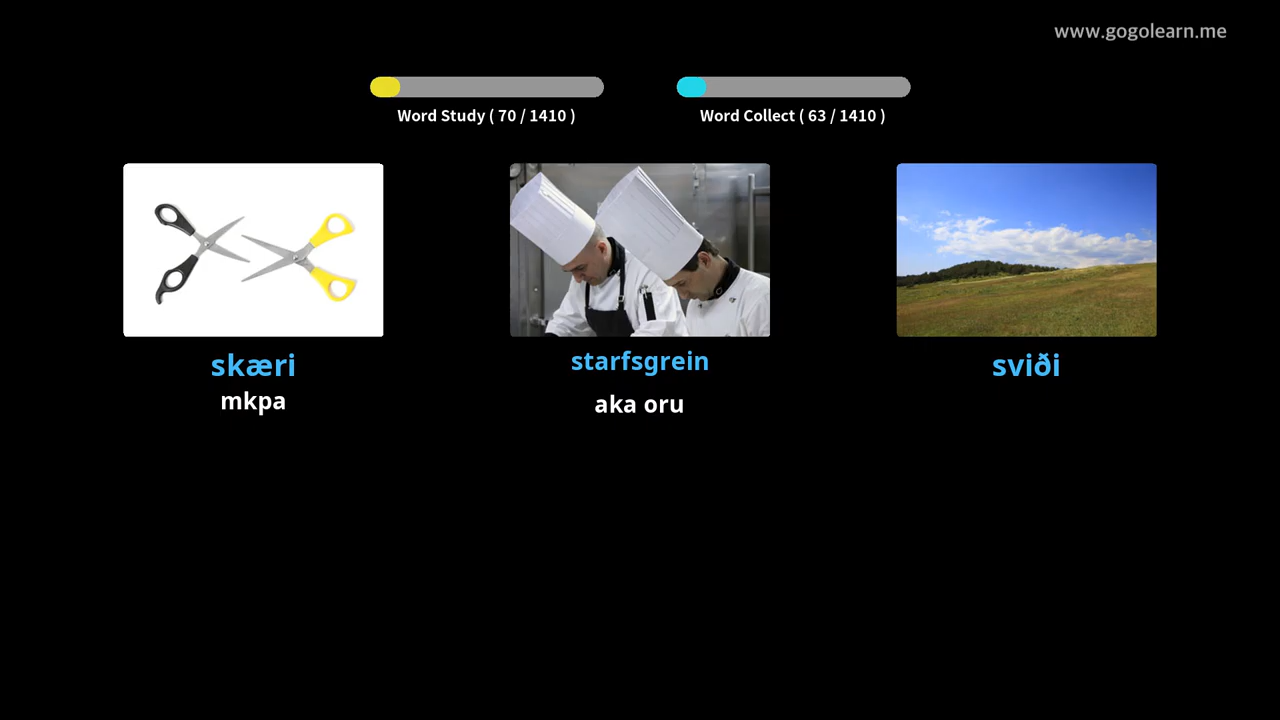 www.gogolearn.me
Word Study ( 70 / 1410 )
Word Collect ( 63 / 1410 )
skæri
mkpa
starfsgrein
aka oru
sviði